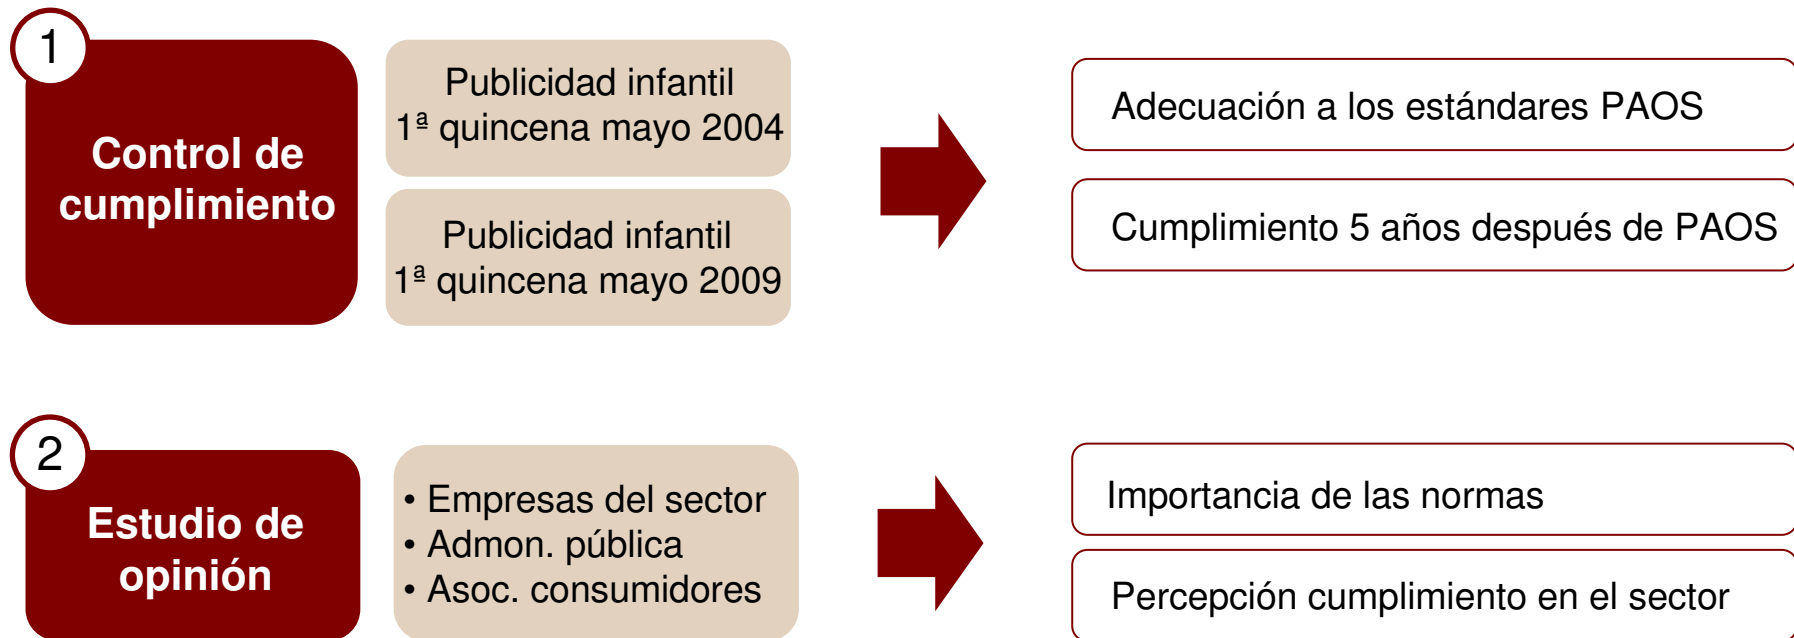 1
Control de
cumplimiento
Publicidad infantil
1ª quincena mayo 2004
Publicidad infantil
1ª quincena mayo 2009
Adecuación a los estándares PAOS
Cumplimiento 5 años después de PAOS
2
Estudio de
opinión
• Empresas del sector
• Admon. pública
• Asoc. consumidores
Importancia de las normas
Percepción cumplimiento en el sector